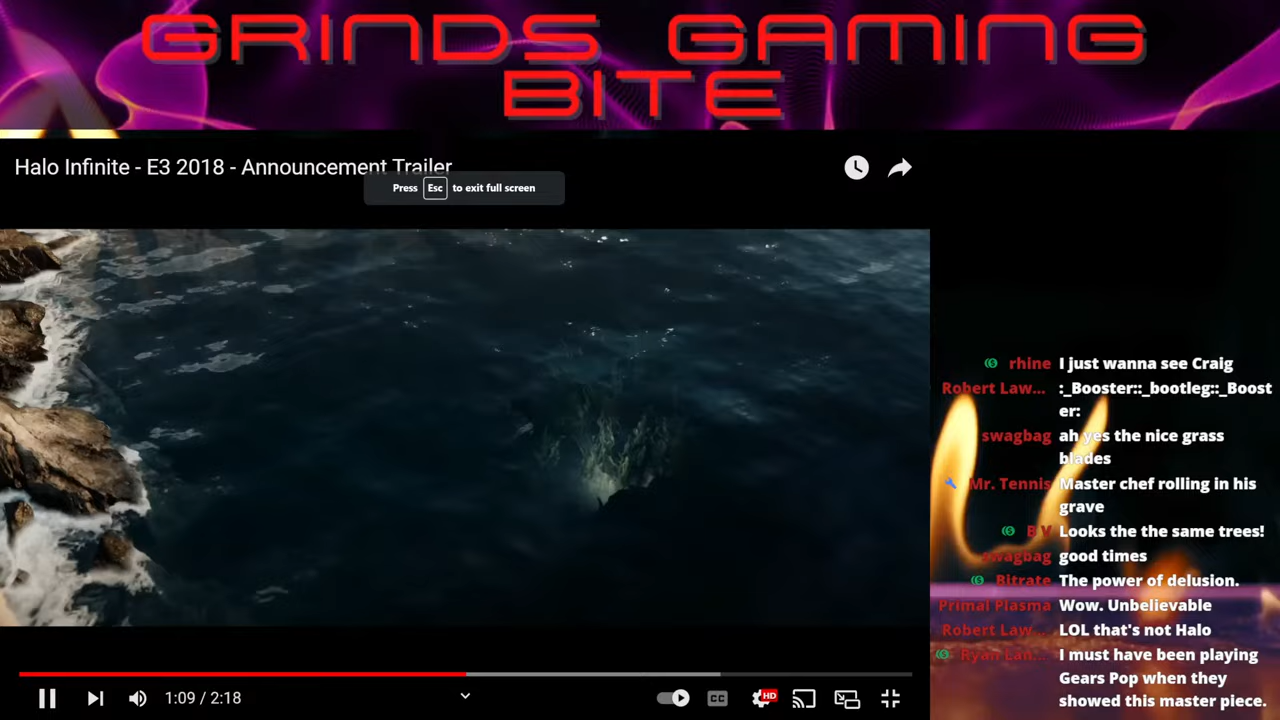 GRINDS GAMING
BITE
Halo Infinite - E3 2018 - Announcement Trailer
Press Esc to exit full screen
rhine I just wanna see Craig
Robert Law... :_Booster::_bootleg::_Boost
er:
swagbag ah yes the nice grass
blades
Mr. Tennis Master chef rolling in his
grave
B V Looks the the same trees!
swagbag good times
Bitrate The power of delusion.
Primal Plasma Wow. Unbelievable
Robert Law... LOL that's not Halo
Ryan Lan... I must have been playing
Gears Pop when they
showed this master piece.
1:09 / 2:18
CC
HD